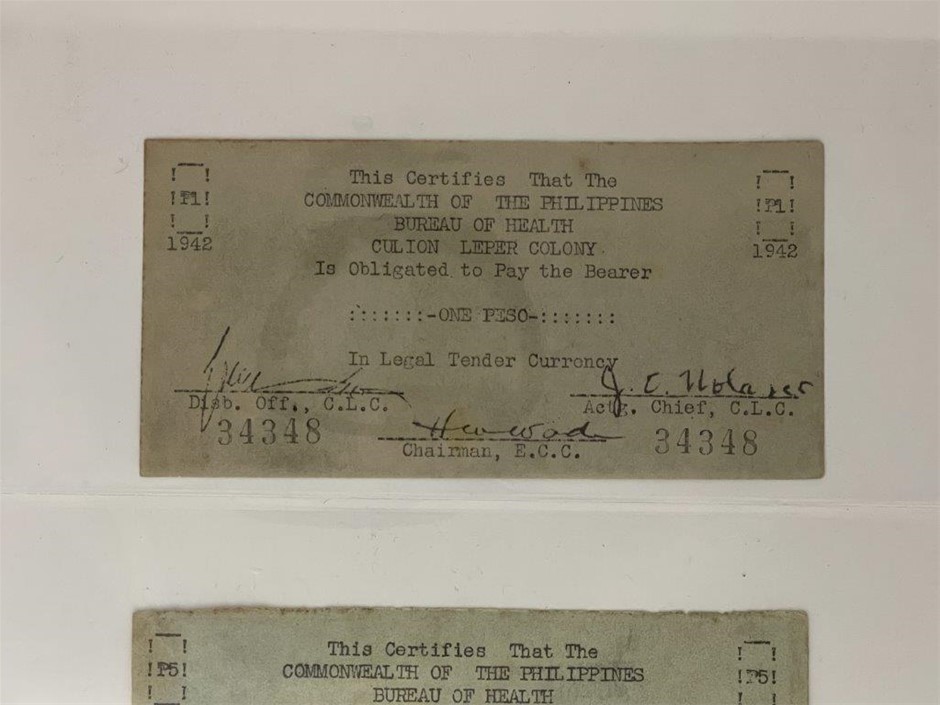 This Certifies That The
!P1! COMMONWEALTH OF THE PHILIPPINES !P1!
BUREAU OF HEALTH
1942 CULION LEPER COLONY 1942
Is Obligated to Pay the Bearer
:::::::-ONE PESO-:::::::
In Legal Tender Currency
Disb. Off., C.L.C. Actg. Chief, C.L.C.
34348 34348
Chairman, E.C.C.
This Certifies That The
!P5! COMMONWEALTH OF THE PHILIPPINES !P5!
BUREAU OF HEALTH